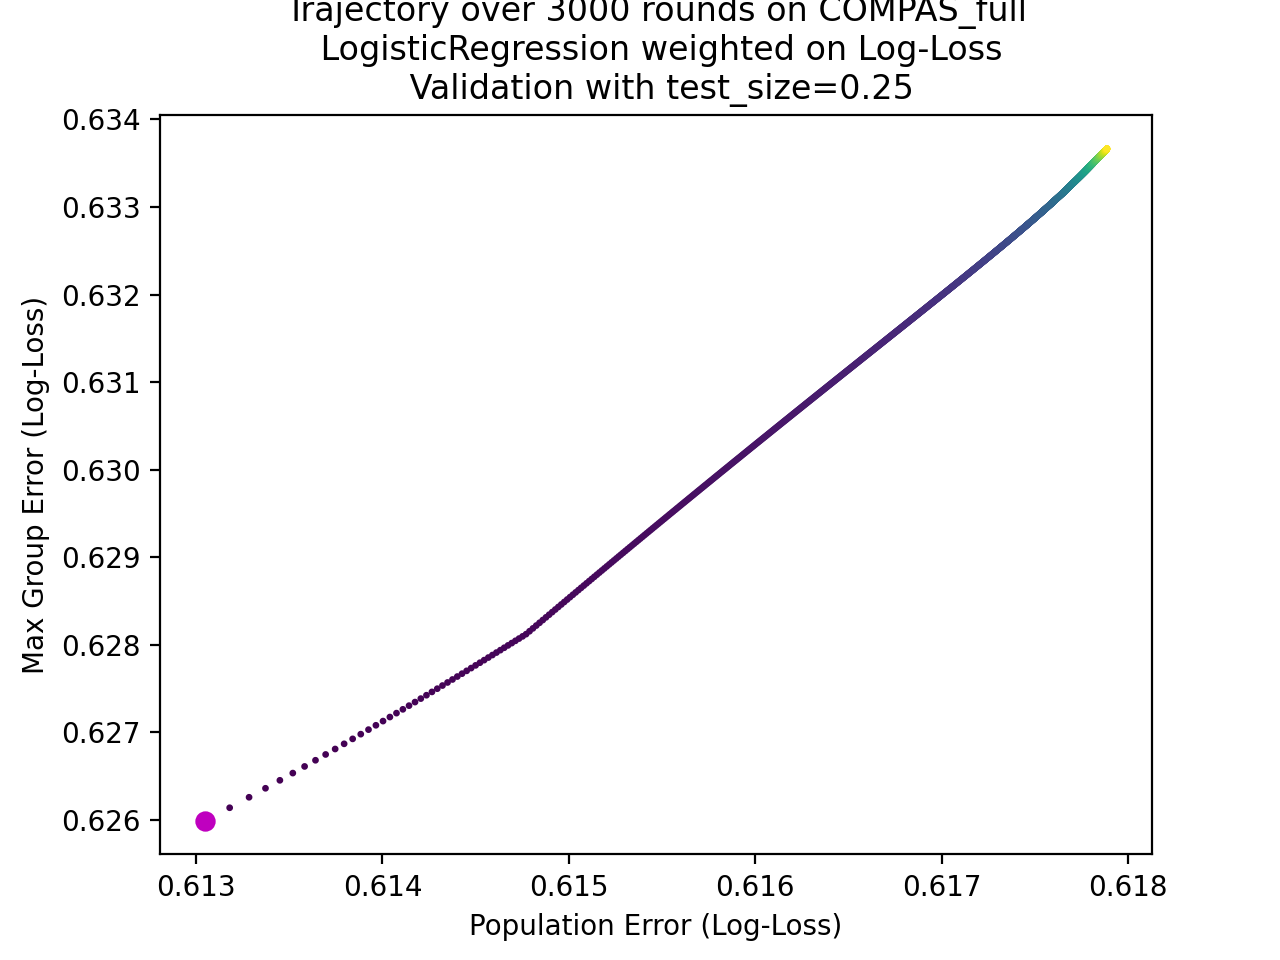 Trajectory over 3000 rounds on COMPAS_full
LogisticRegression weighted on Log-Loss
Validation with test_size=0.25
0.634
0.633
0.632
0.631
0.630
0.629
0.628
0.627
0.626
Max Group Error (Log-Loss)
0.613 0.614 0.615 0.616 0.617 0.618
Population Error (Log-Loss)